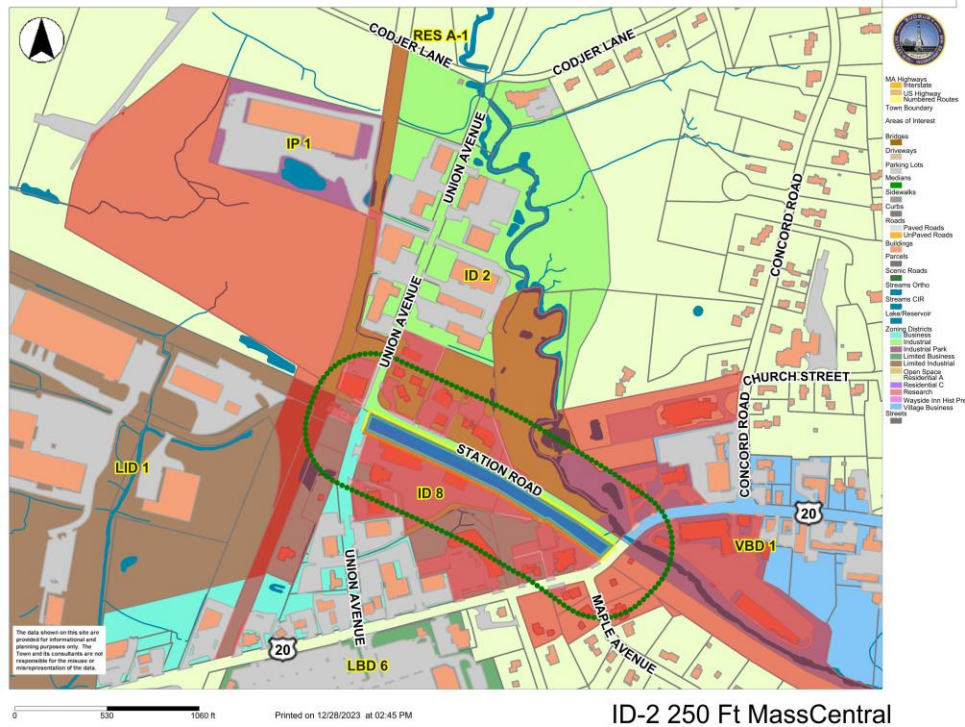 RES A-1
CODJER LANE
CODJER LANE
UNION AVENUE
IP 1
CONCORD ROAD
ID 2
UNION AVENUE
CHURCH STREET
CONCORD ROAD
STATION ROAD
LID 1
ID 8
20
VBD 1
UNION AVENUE
MAPLE AVENUE
20
LBD 6
The data shown on this site are
provided for informational and
planning purposes only. The
Town and its consultants are not
responsible for the misuse or
misrepresentation of the data.
MA Highways
Interstate
US Highway
Numbered Routes
Town Boundary
Areas of Interest
Bridges
Driveways
Parking Lots
Medians
Sidewalks
Curbs
Roads
Paved Roads
UnPaved Roads
Buildings
Parcels
Scenic Roads
Streams Ortho
Streams CIR
Lake/Reservoir
Zoning Districts
Business
Industrial
Industrial Park
Limited Business
Limited Industrial
Open Space
Residential A
Residential C
Research
Wayside Inn Hist Pre
Village Business
Streets
0 530 1060 ft
Printed on 12/28/2023 at 02:45 PM
ID-2 250 Ft MassCentral